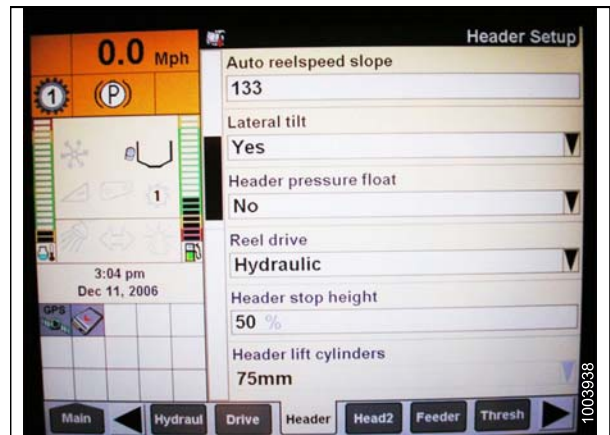 0.0 Mph
Header Setup
1
(P)
1
3:04 pm
Dec 11, 2006
GPS
Auto reelspeed slope
133
Lateral tilt
Yes
Header pressure float
No
Reel drive
Hydraulic
Header stop height
50 %
Header lift cylinders
75mm
Main
Hydraul
Drive
Header
Head2
Feeder
Thresh
1003938